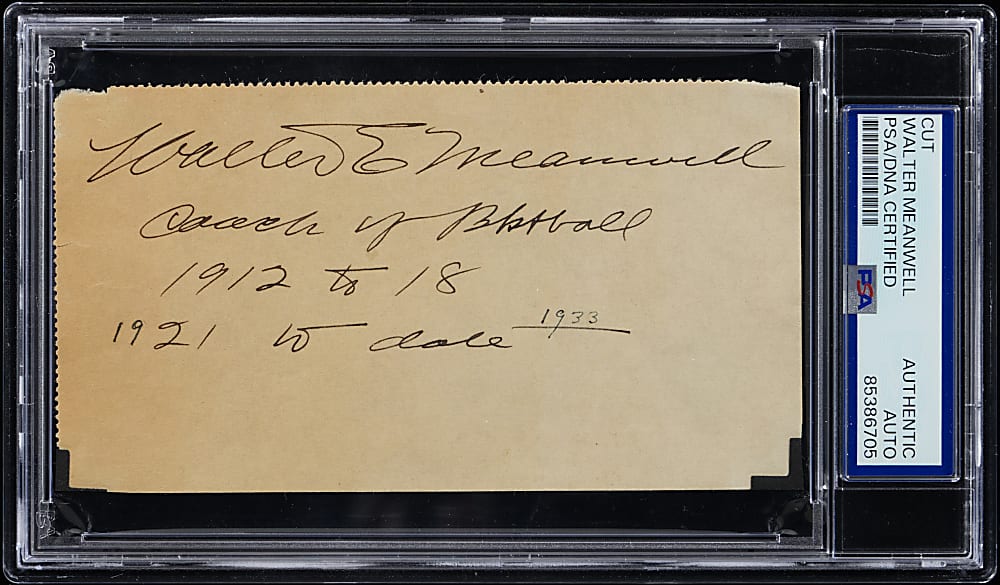 Walter E Meanwell
Coach of Bktball
1912 to 18
1921 to date 1933
CUT
WALTER MEANWELL
PSA/DNA CERTIFIED
PSA
AUTHENTIC
AUTO
85386705